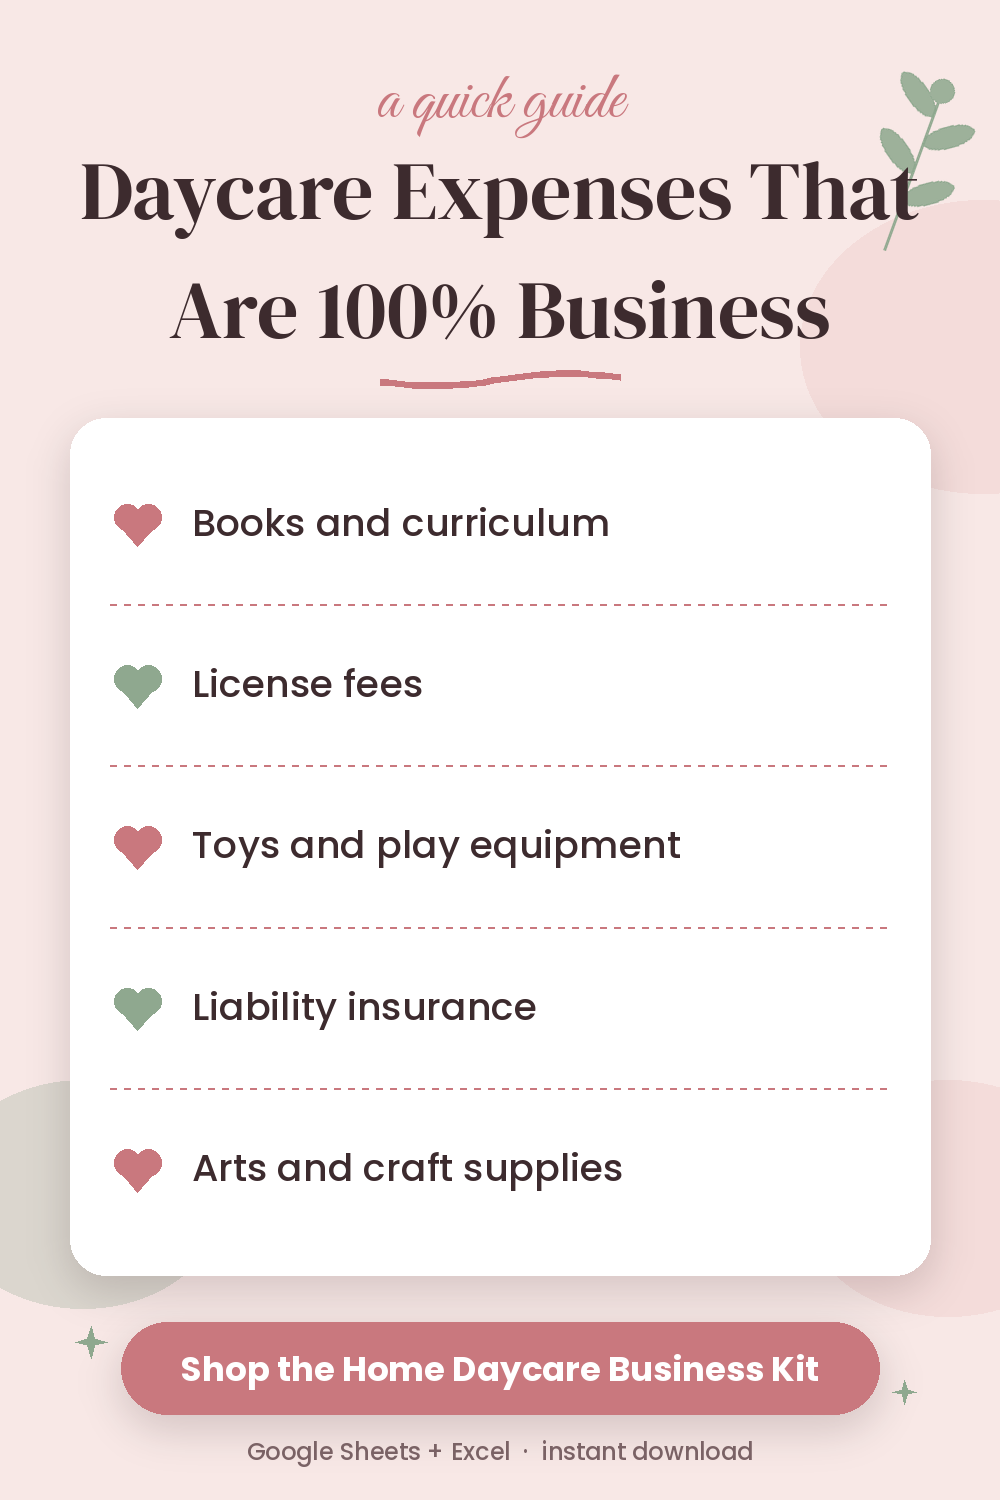 a quick guide
Daycare Expenses That
Are 100% Business
Books and curriculum
License fees
Toys and play equipment
Liability insurance
Arts and craft supplies
Shop the Home Daycare Business Kit
Google Sheets + Excel · instant download